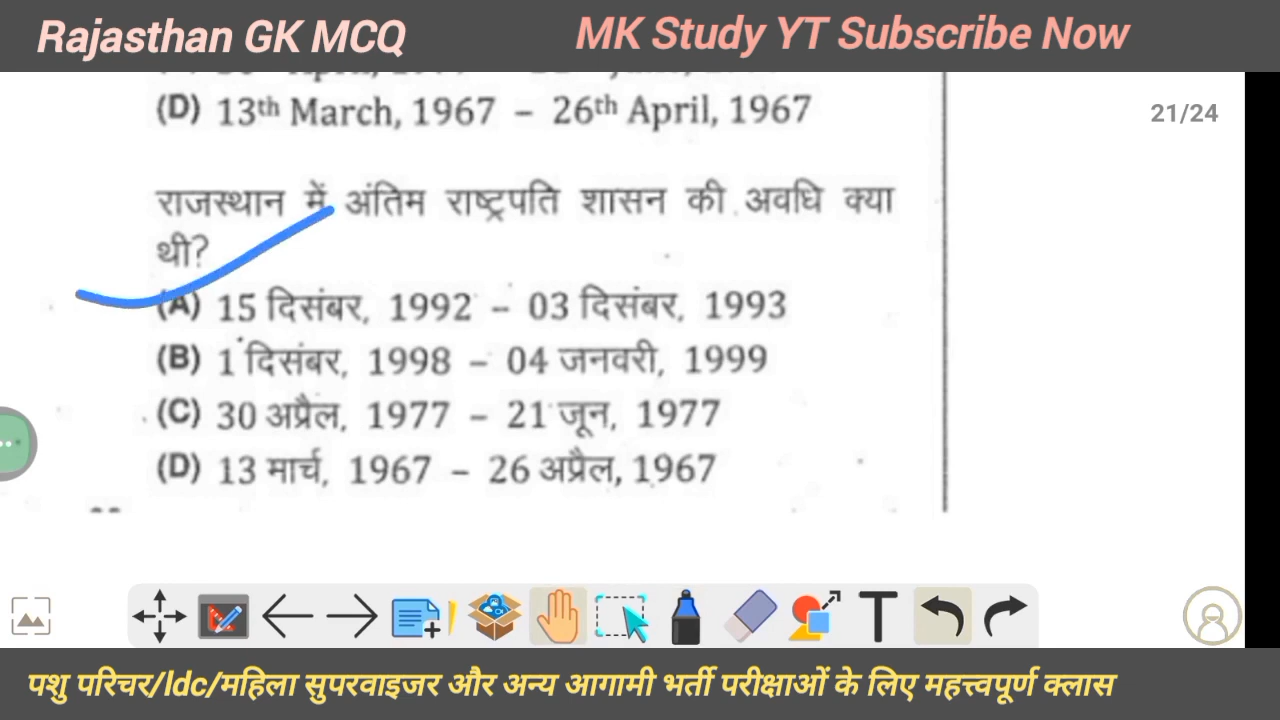 Rajasthan GK MCQ
MK Study YT Subscribe Now
(D) 13th March, 1967 – 26th April, 1967
21/24
राजस्थान में अंतिम राष्ट्रपति शासन की अवधि क्या
थी?
(A) 15 दिसंबर, 1992 – 03 दिसंबर, 1993
(B) 1 दिसंबर, 1998 – 04 जनवरी, 1999
(C) 30 अप्रैल, 1977 – 21 जून, 1977
(D) 13 मार्च, 1967 – 26 अप्रैल, 1967
T
पशु परिचर/ldc/महिला सुपरवाइजर और अन्य आगामी भर्ती परीक्षाओं के लिए महत्त्वपूर्ण क्लास